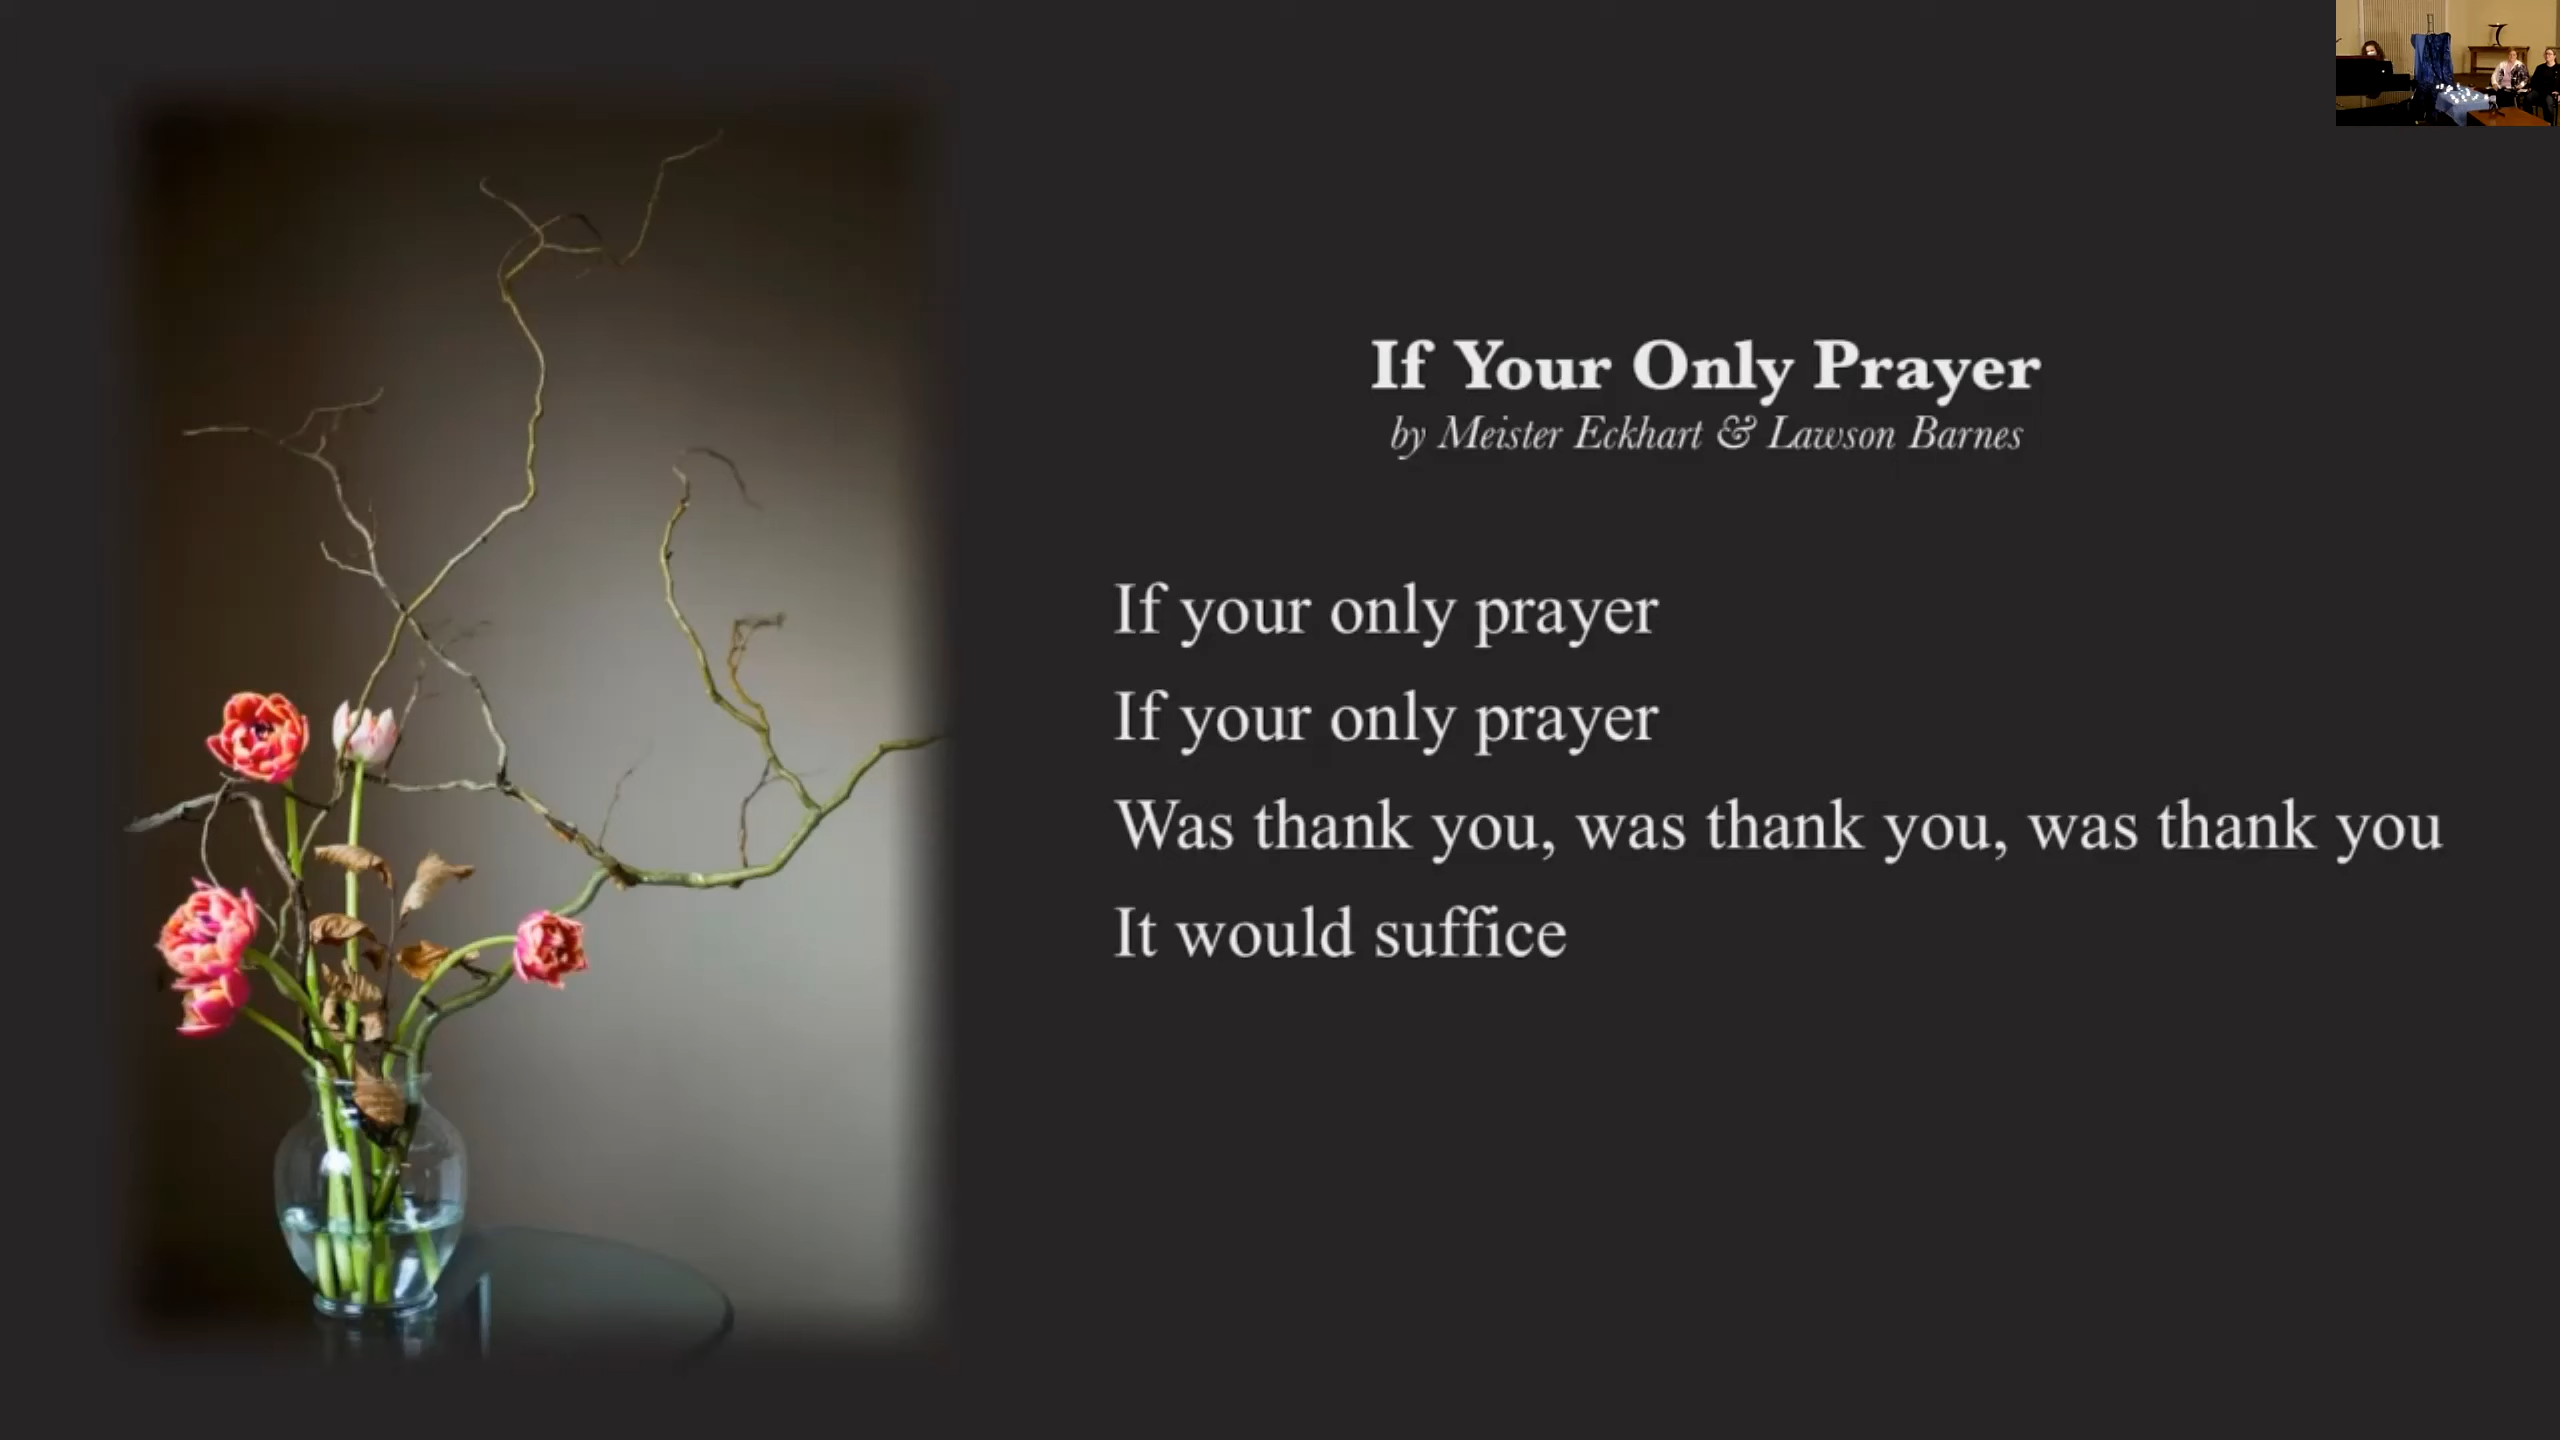 If Your Only Prayer
by Meister Eckhart & Lawson Barnes
If your only prayer
If your only prayer
Was thank you, was thank you, was thank you
It would suffice